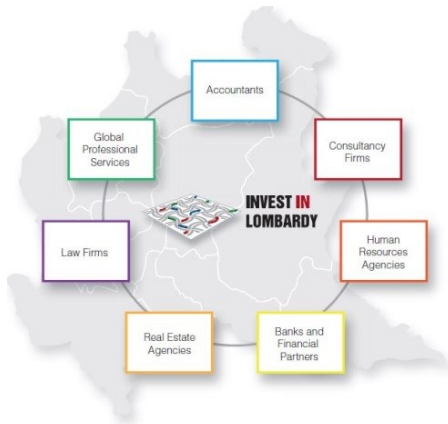 Accountants
Global
Professional
Services
Consultancy
Firms
INVEST IN
LOMBARDY
Law Firms
Human
Resources
Agencies
Real Estate
Agencies
Banks and
Financial
Partners